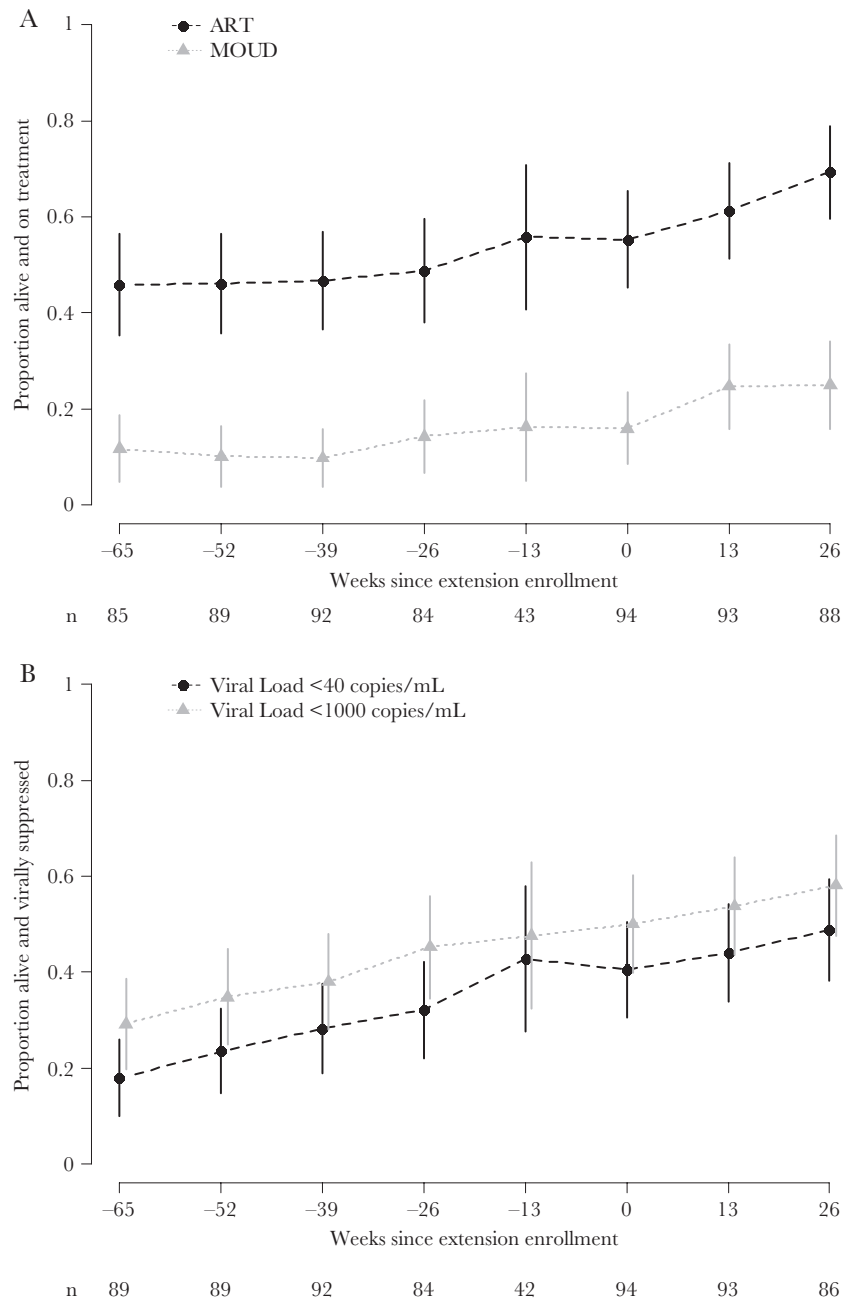 A
ART
MOUD
Proportion alive and on treatment
1
0.8
0.6
0.4
0.2
0
–65 –52 –39 –26 –13 0 13 26
Weeks since extension enrollment
n 85 89 92 84 43 94 93 88
B
Viral Load <40 copies/mL
Viral Load <1000 copies/mL
Proportion alive and virally suppressed
1
0.8
0.6
0.4
0.2
0
–65 –52 –39 –26 –13 0 13 26
Weeks since extension enrollment
n 89 89 92 84 42 94 93 86